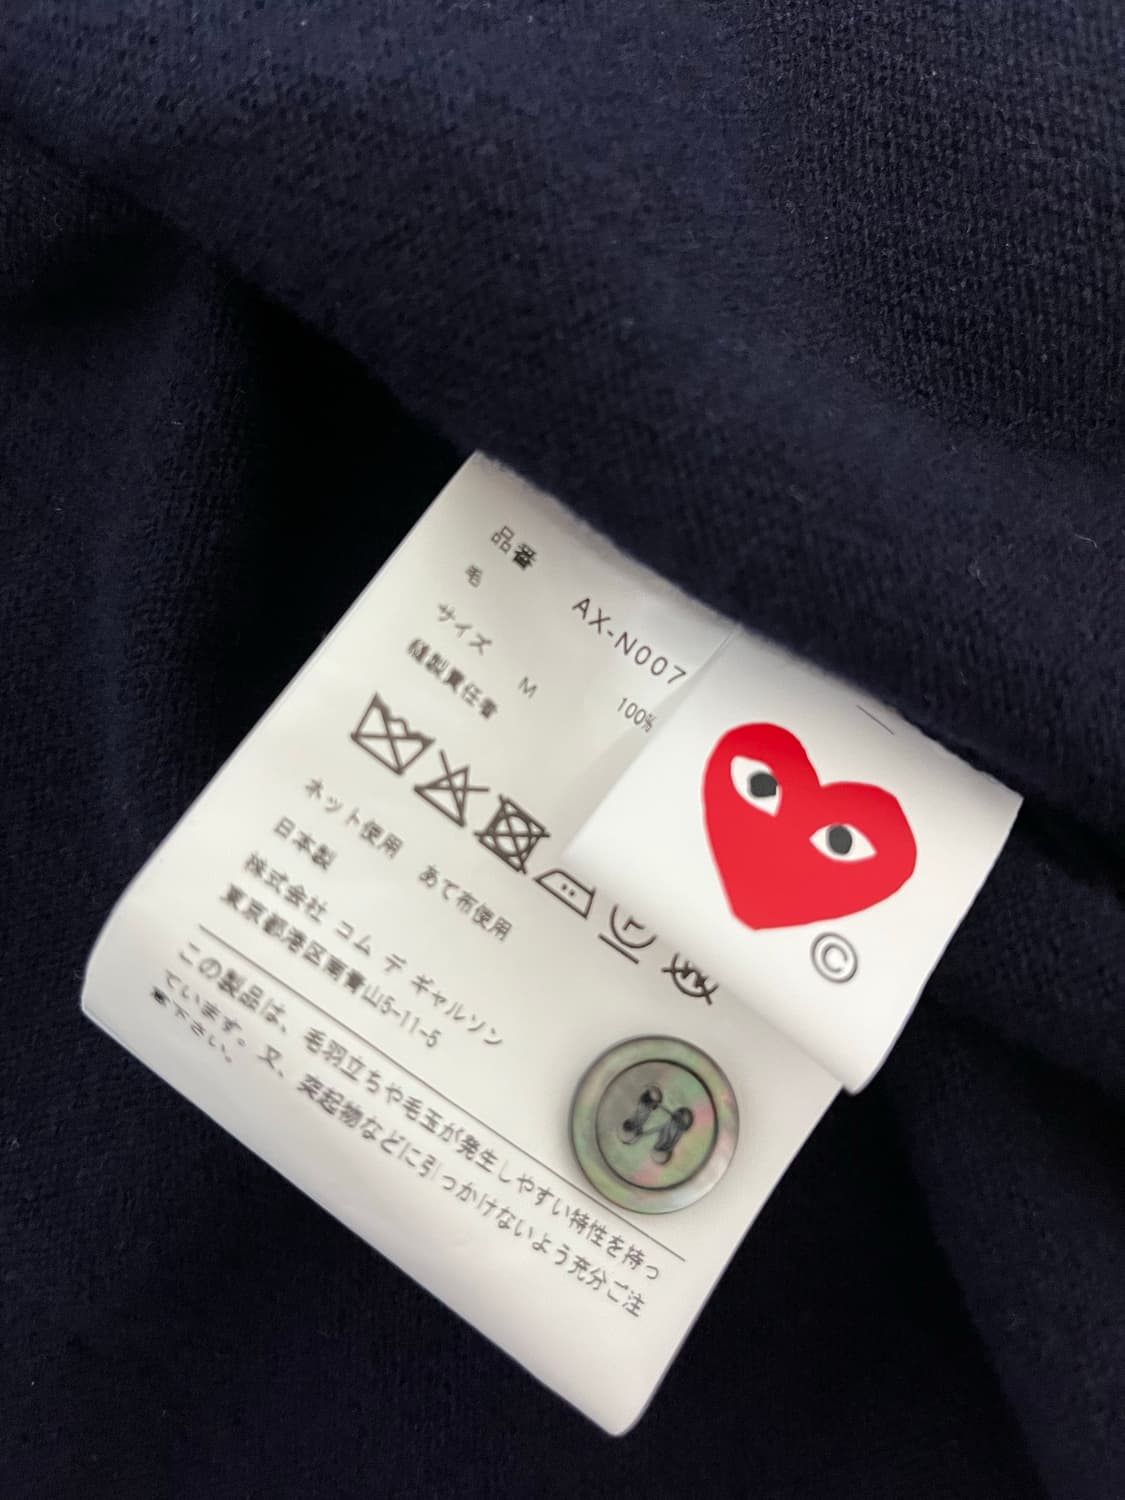 品番 AX-N007
毛 100%
サイズ M
縫製責任者
ネット使用 あて布使用
日本製
株式会社 コム デ ギャルソン
東京都港区南青山5-11-5
この製品は、毛羽立ちや毛玉が発生しやすい特性を持っ
ています。又、突起物などに引っかけないよう充分ご注
意下さい。
©